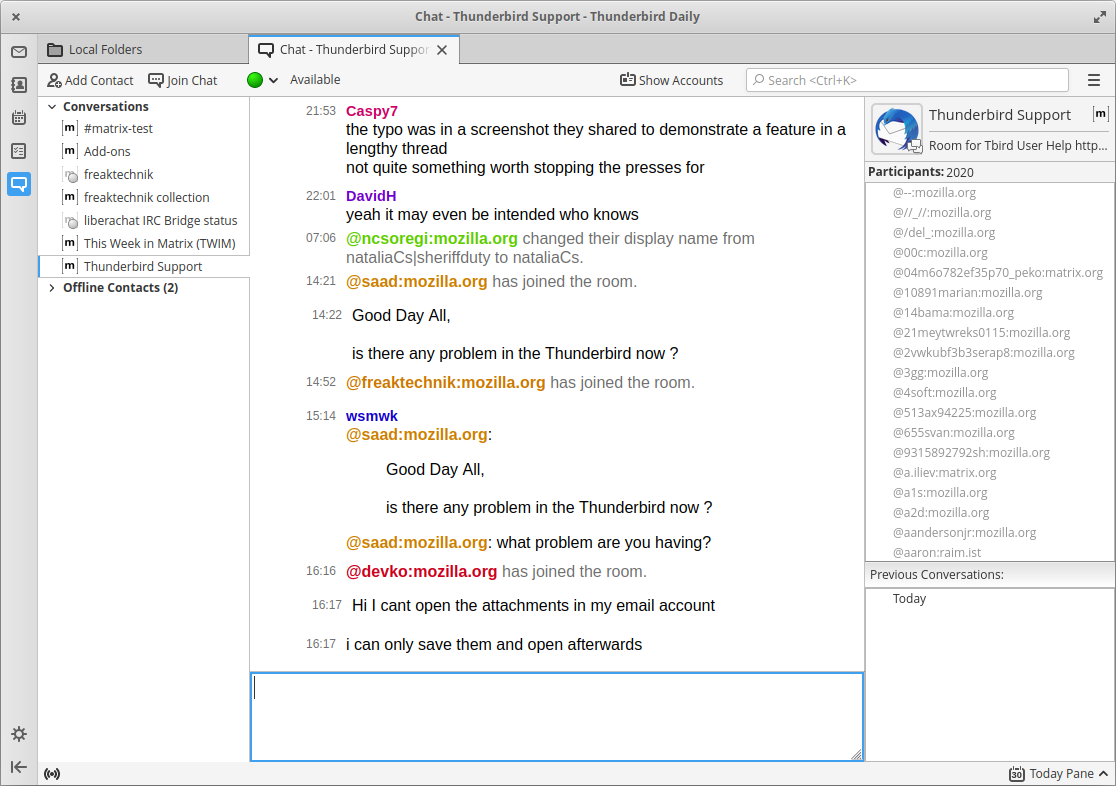 Chat - Thunderbird Support - Thunderbird Daily
Local Folders
Chat - Thunderbird Suppor
Add Contact
Join Chat
Available
Show Accounts
Search <Ctrl+K>
Conversations
[m] #matrix-test
[m] Add-ons
freaktechnik
[m] freaktechnik collection
liberachat IRC Bridge status
[m] This Week in Matrix (TWIM)
[m] Thunderbird Support
Offline Contacts (2)
21:53 Caspy7
the typo was in a screenshot they shared to demonstrate a feature in a
lengthy thread
not quite something worth stopping the presses for
22:01 DavidH
yeah it may even be intended who knows
07:06 @ncsoregi:mozilla.org changed their display name from
nataliaCs|sheriffduty to nataliaCs.
14:21 @saad:mozilla.org has joined the room.
14:22 Good Day All,
is there any problem in the Thunderbird now ?
14:52 @freaktechnik:mozilla.org has joined the room.
15:14 wsmwk
@saad:mozilla.org:
Good Day All,
is there any problem in the Thunderbird now ?
@saad:mozilla.org: what problem are you having?
16:16 @devko:mozilla.org has joined the room.
16:17 Hi I cant open the attachments in my email account
16:17 i can only save them and open afterwards
Thunderbird Support [m]
Room for Tbird User Help http...
Participants: 2020
@--:mozilla.org
@//_//:mozilla.org
@/del_:mozilla.org
@00c:mozilla.org
@04m6o782ef35p70_peko:matrix.org
@10891marian:mozilla.org
@14bama:mozilla.org
@21meytwreks0115:mozilla.org
@2vwkubf3b3serap8:mozilla.org
@3gg:mozilla.org
@4soft:mozilla.org
@513ax94225:mozilla.org
@655svan:mozilla.org
@9315892792sh:mozilla.org
@a.iliev:matrix.org
@a1s:mozilla.org
@a2d:mozilla.org
@aandersonjr:mozilla.org
@aaron:raim.ist
Previous Conversations:
Today
30 Today Pane